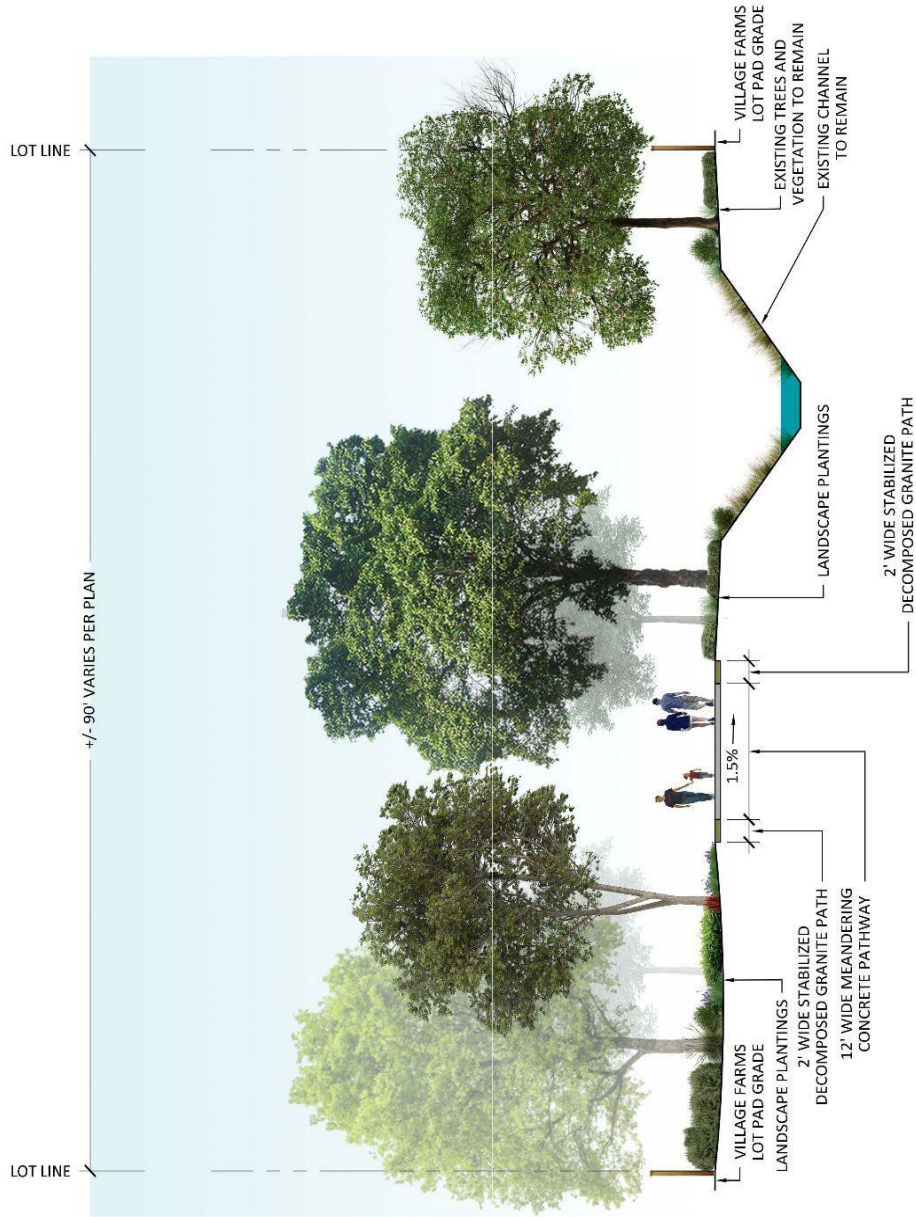 +/- 90' VARIES PER PLAN
LOT LINE
LOT LINE
1.5%
VILLAGE FARMS
LOT PAD GRADE
LANDSCAPE PLANTINGS
2' WIDE STABILIZED
DECOMPOSED GRANITE PATH
12' WIDE MEANDERING
CONCRETE PATHWAY
2' WIDE STABILIZED
DECOMPOSED GRANITE PATH
LANDSCAPE PLANTINGS
VILLAGE FARMS
LOT PAD GRADE
EXISTING TREES AND
VEGETATION TO REMAIN
EXISTING CHANNEL
TO REMAIN